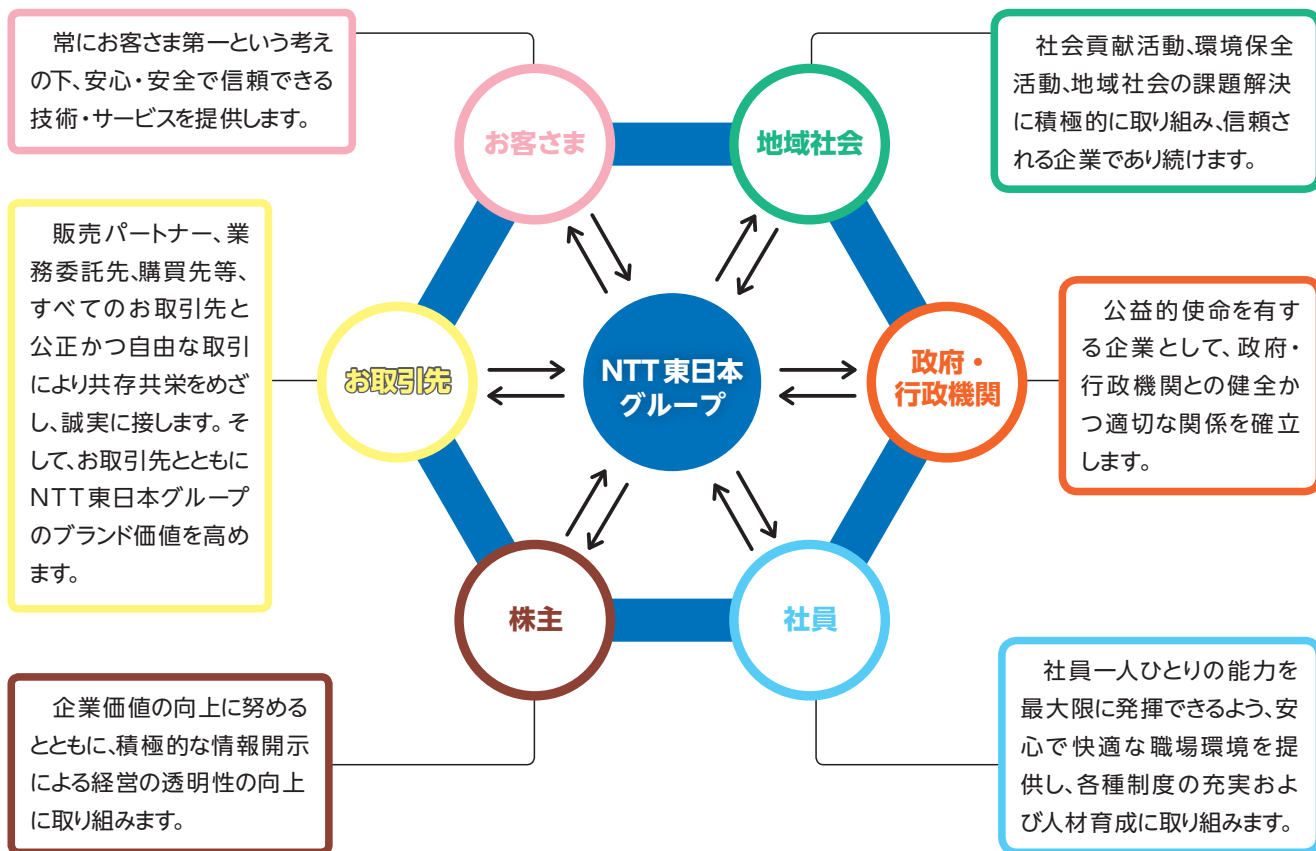 常にお客さま第一という考え
の下、安心・安全で信頼できる
技術・サービスを提供します。
お客さま
地域社会
社会貢献活動、環境保全
活動、地域社会の課題解決
に積極的に取り組み、信頼さ
れる企業であり続けます。
販売パートナー、業
務委託先、購買先等、
すべてのお取引先と
公正かつ自由な取引
により共存共栄をめざ
し、誠実に接します。そ
して、お取引先とともに
NTT東日本グループ
のブランド価値を高め
ます。
お取引先
NTT東日本
グループ
政府・
行政機関
公益的使命を有す
る企業として、政府・
行政機関との健全か
つ適切な関係を確立
します。
株主
社員
企業価値の向上に努める
とともに、積極的な情報開示
による経営の透明性の向上
に取り組みます。
社員一人ひとりの能力を
最大限に発揮できるよう、安
心で快適な職場環境を提
供し、各種制度の充実およ
び人材育成に取り組みます。